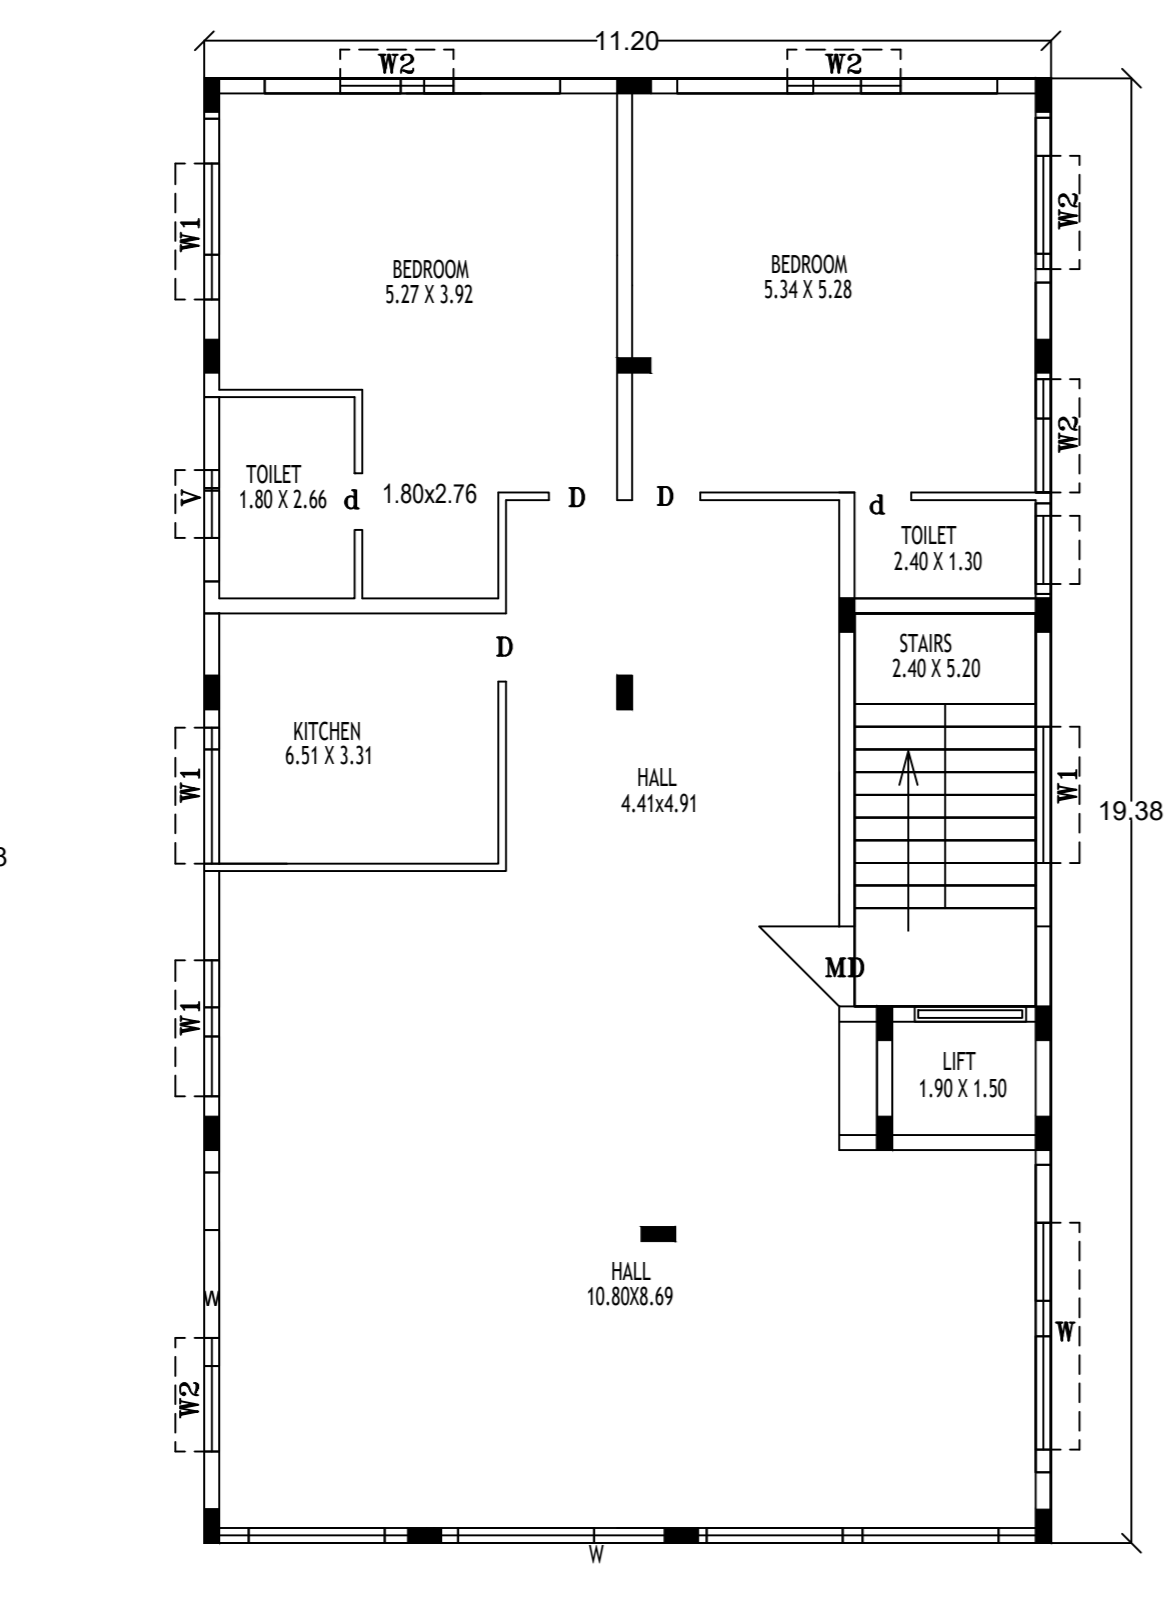 11.20
W2
W2
W1
W2
BEDROOM
5.27 X 3.92
BEDROOM
5.34 X 5.28
W2
V
TOILET
1.80 X 2.66
d
1.80x2.76
D
D
d
TOILET
2.40 X 1.30
D
STAIRS
2.40 X 5.20
KITCHEN
6.51 X 3.31
W1
HALL
4.41x4.91
W1
19.38
3
MD
W1
LIFT
1.90 X 1.50
HALL
10.80X8.69
W
W
W2
W